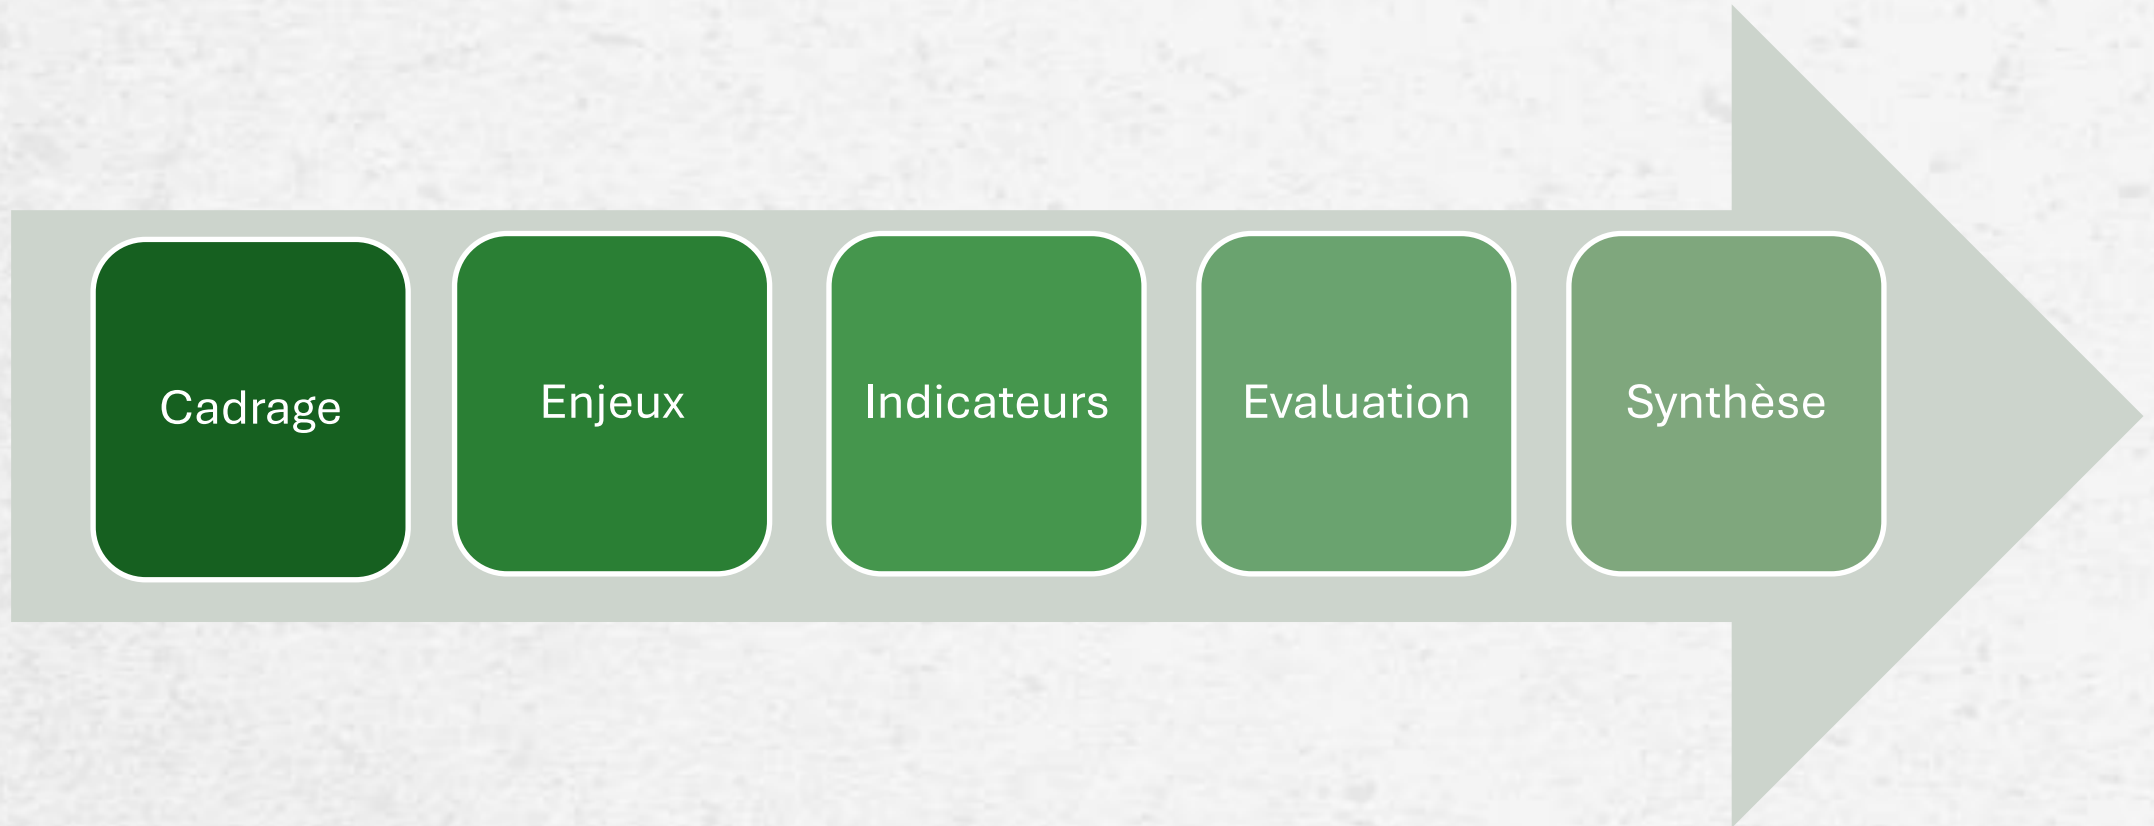 Cadrage
Enjeux
Indicateurs
Evaluation
Synthèse